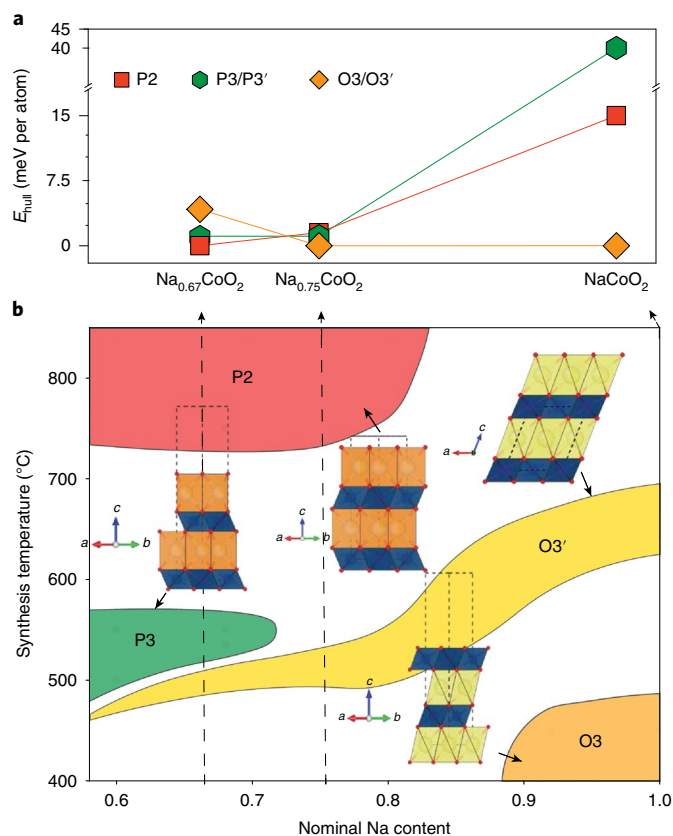 a
45
40
P2 P3/P3′ O3/O3′
15
7.5
0
E_hull (meV per atom)
Na0.67CoO2 Na0.75CoO2 NaCoO2
b
800
700
600
500
400
Synthesis temperature (°C)
P2
c
a b
c
a b
a c
O3′
P3
c
a b
O3
0.6 0.7 0.8 0.9 1.0
Nominal Na content